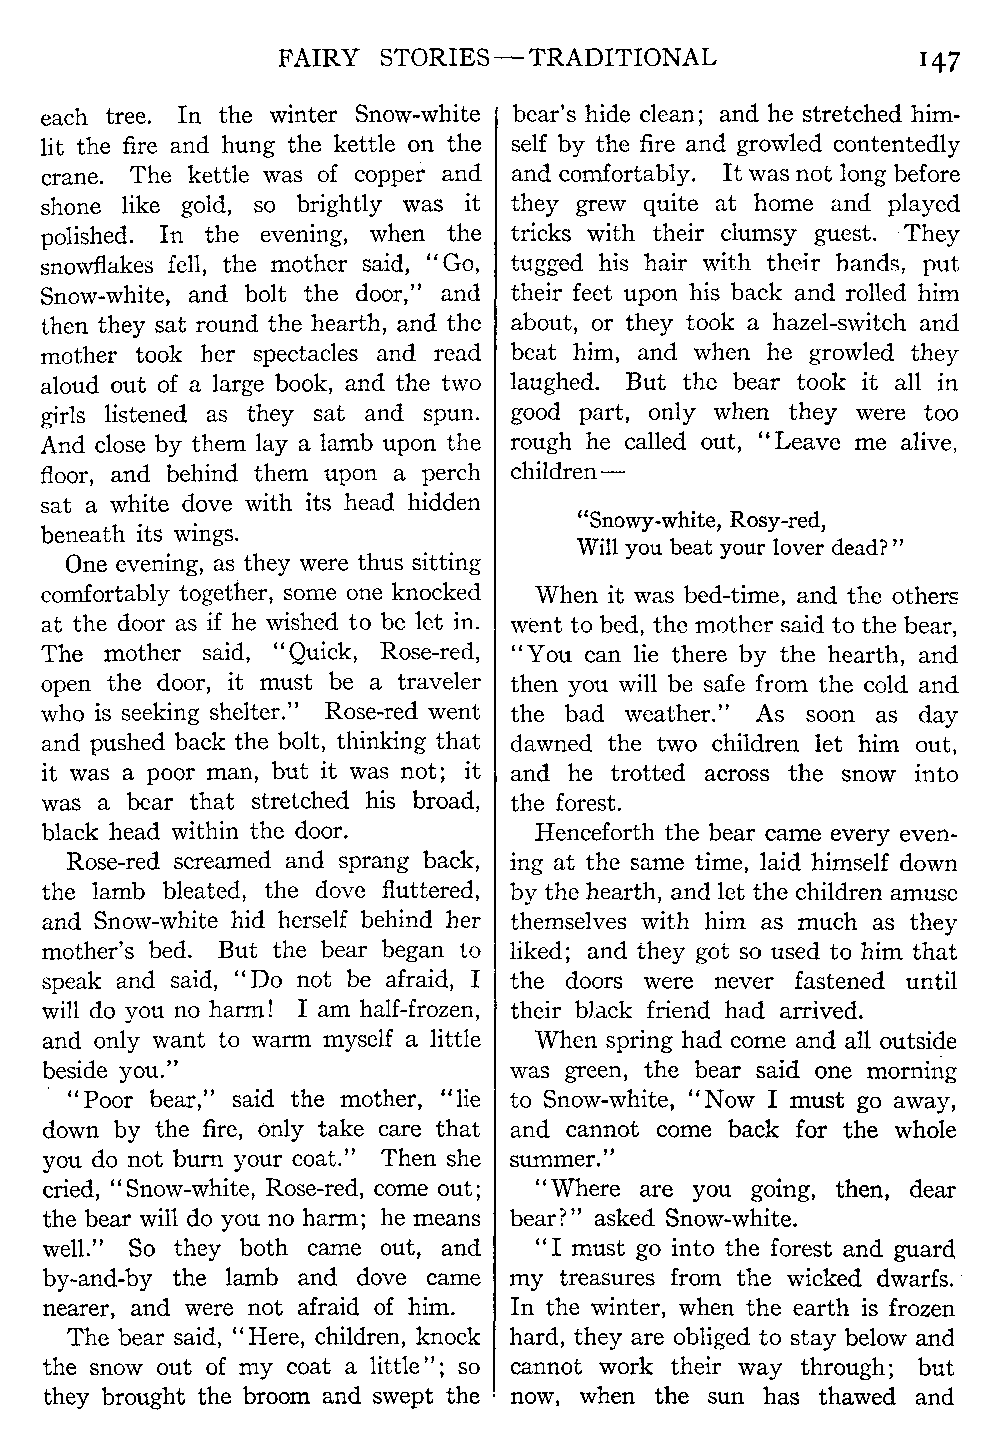 FAIRY STORIES—TRADITIONAL 147
each tree. In the winter Snow-white
lit the fire and hung the kettle on the
crane. The kettle was of copper and
shone like gold, so brightly was it
polished. In the evening, when the
snowflakes fell, the mother said, "Go,
Snow-white, and bolt the door," and
then they sat round the hearth, and the
mother took her spectacles and read
aloud out of a large book, and the two
girls listened as they sat and spun.
And close by them lay a lamb upon the
floor, and behind them upon a perch
sat a white dove with its head hidden
beneath its wings.
One evening, as they were thus sitting
comfortably together, some one knocked
at the door as if he wished to be let in.
The mother said, "Quick, Rose-red,
open the door, it must be a traveler
who is seeking shelter." Rose-red went
and pushed back the bolt, thinking that
it was a poor man, but it was not; it
was a bear that stretched his broad,
black head within the door.
Rose-red screamed and sprang back,
the lamb bleated, the dove fluttered,
and Snow-white hid herself behind her
mother's bed. But the bear began to
speak and said, "Do not be afraid, I
will do you no harm! I am half-frozen,
and only want to warm myself a little
beside you."
"Poor bear," said the mother, "lie
down by the fire, only take care that
you do not burn your coat." Then she
cried, "Snow-white, Rose-red, come out;
the bear will do you no harm; he means
well." So they both came out, and
by-and-by the lamb and dove came
nearer, and were not afraid of him.
The bear said, "Here, children, knock
the snow out of my coat a little"; so
they brought the broom and swept the
bear's hide clean; and he stretched him-
self by the fire and growled contentedly
and comfortably. It was not long before
they grew quite at home and played
tricks with their clumsy guest. They
tugged his hair with their hands, put
their feet upon his back and rolled him
about, or they took a hazel-switch and
beat him, and when he growled they
laughed. But the bear took it all in
good part, only when they were too
rough he called out, "Leave me alive,
children—
"Snowy-white, Rosy-red,
Will you beat your lover dead?"
When it was bed-time, and the others
went to bed, the mother said to the bear,
"You can lie there by the hearth, and
then you will be safe from the cold and
the bad weather." As soon as day
dawned the two children let him out,
and he trotted across the snow into
the forest.
Henceforth the bear came every even-
ing at the same time, laid himself down
by the hearth, and let the children amuse
themselves with him as much as they
liked; and they got so used to him that
the doors were never fastened until
their black friend had arrived.
When spring had come and all outside
was green, the bear said one morning
to Snow-white, "Now I must go away,
and cannot come back for the whole
summer."
"Where are you going, then, dear
bear?" asked Snow-white.
"I must go into the forest and guard
my treasures from the wicked dwarfs.
In the winter, when the earth is frozen
hard, they are obliged to stay below and
cannot work their way through; but
now, when the sun has thawed and